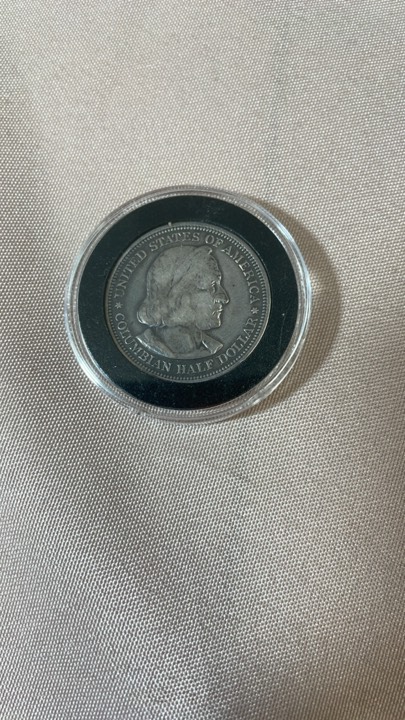 UNITED STATES OF AMERICA
COLUMBIAN HALF DOLLAR